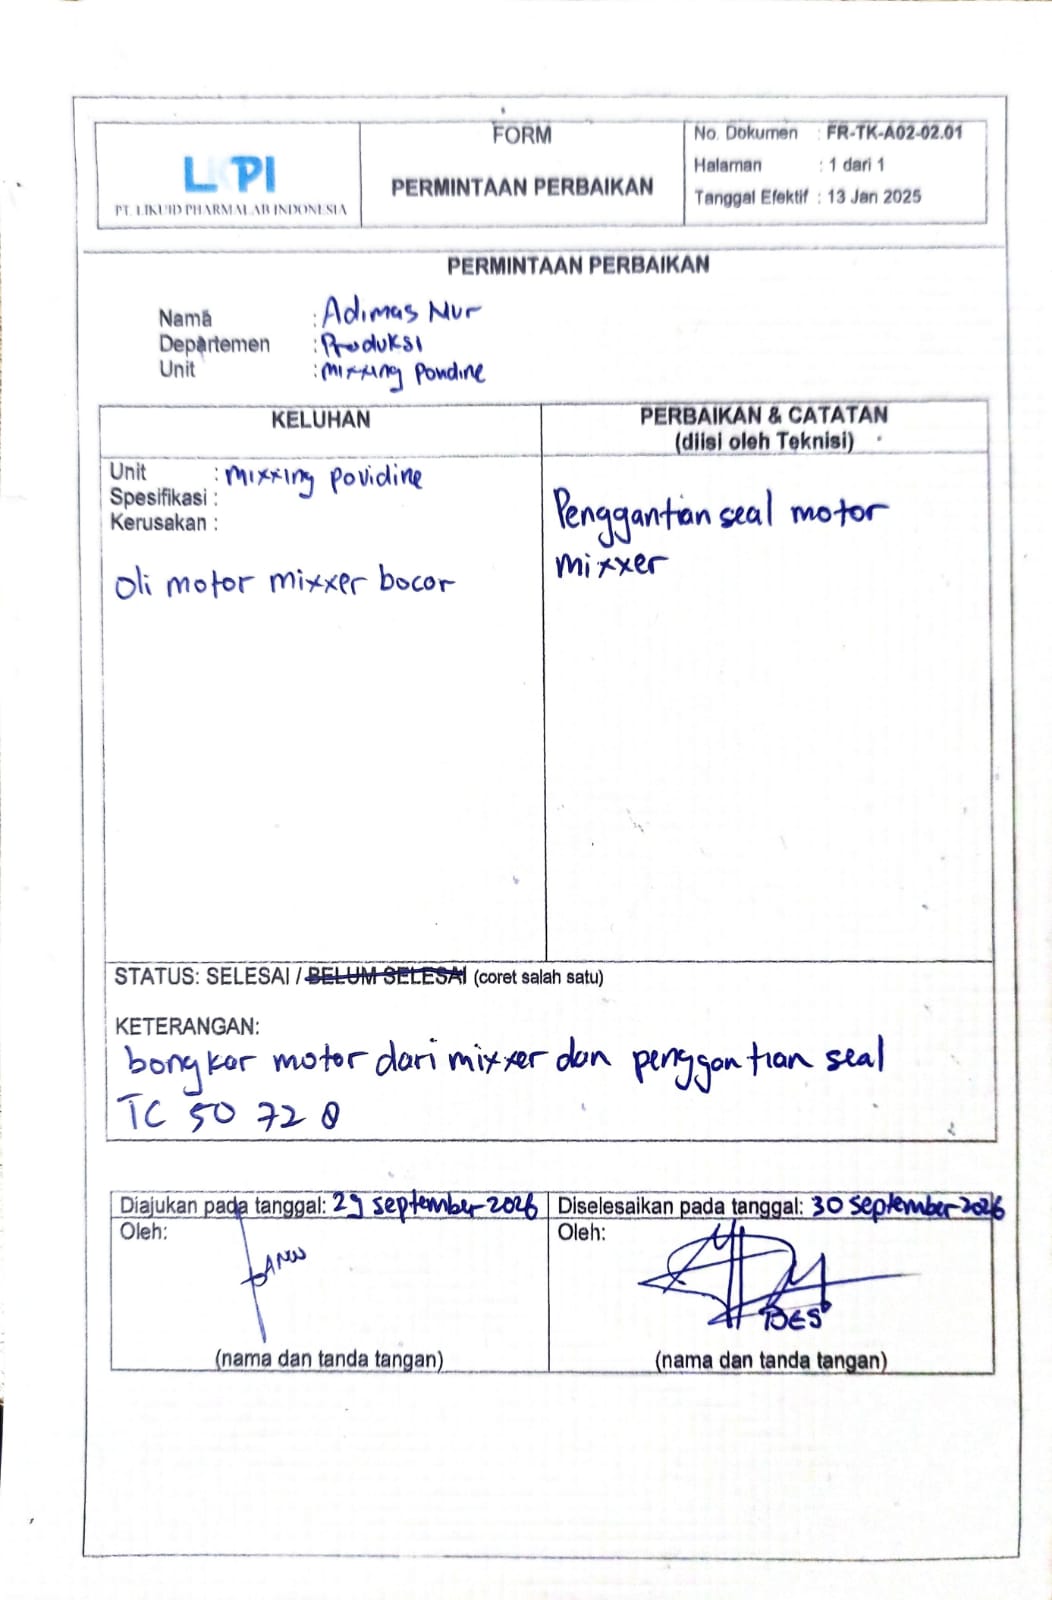 LKPI
PT. LIKUID PHARMALAB INDONESIA
FORM
PERMINTAAN PERBAIKAN
No. Dokumen : FR-TK-A02-02.01
Halaman : 1 dari 1
Tanggal Efektif : 13 Jan 2025
PERMINTAAN PERBAIKAN
Nama : Adimas Nur
Departemen : Produksi
Unit : mixxing povidine
KELUHAN
PERBAIKAN & CATATAN
(diisi oleh Teknisi)
Unit : mixxing povidine
Spesifikasi :
Kerusakan :
Oli motor mixxer bocor
Penggantian seal motor
mixxer
STATUS: SELESAI / BELUM SELESAI (coret salah satu)
KETERANGAN:
bongkar motor dari mixxer dan penggantian seal
TC 50 72 8
Diajukan pada tanggal: 29 september 2026
Oleh:
(nama dan tanda tangan)
Diselesaikan pada tanggal: 30 september 2026
Oleh:
(nama dan tanda tangan)